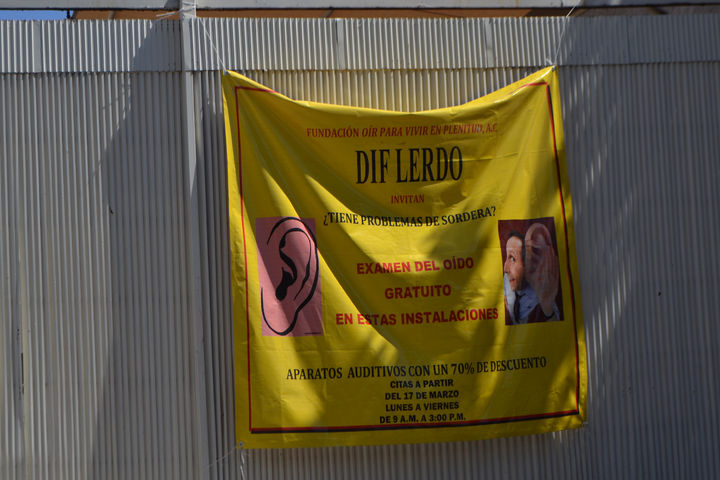 FUNDACIÓN OÍR PARA VIVIR EN PLENITUD, A.C.
DIF LERDO
INVITAN
¿TIENE PROBLEMAS DE SORDERA?
EXAMEN DEL OÍDO
GRATUITO
EN ESTAS INSTALACIONES
APARATOS AUDITIVOS CON UN 70% DE DESCUENTO
CITAS A PARTIR
DEL 17 DE MARZO
LUNES A VIERNES
DE 9 A.M. A 3:00 P.M.